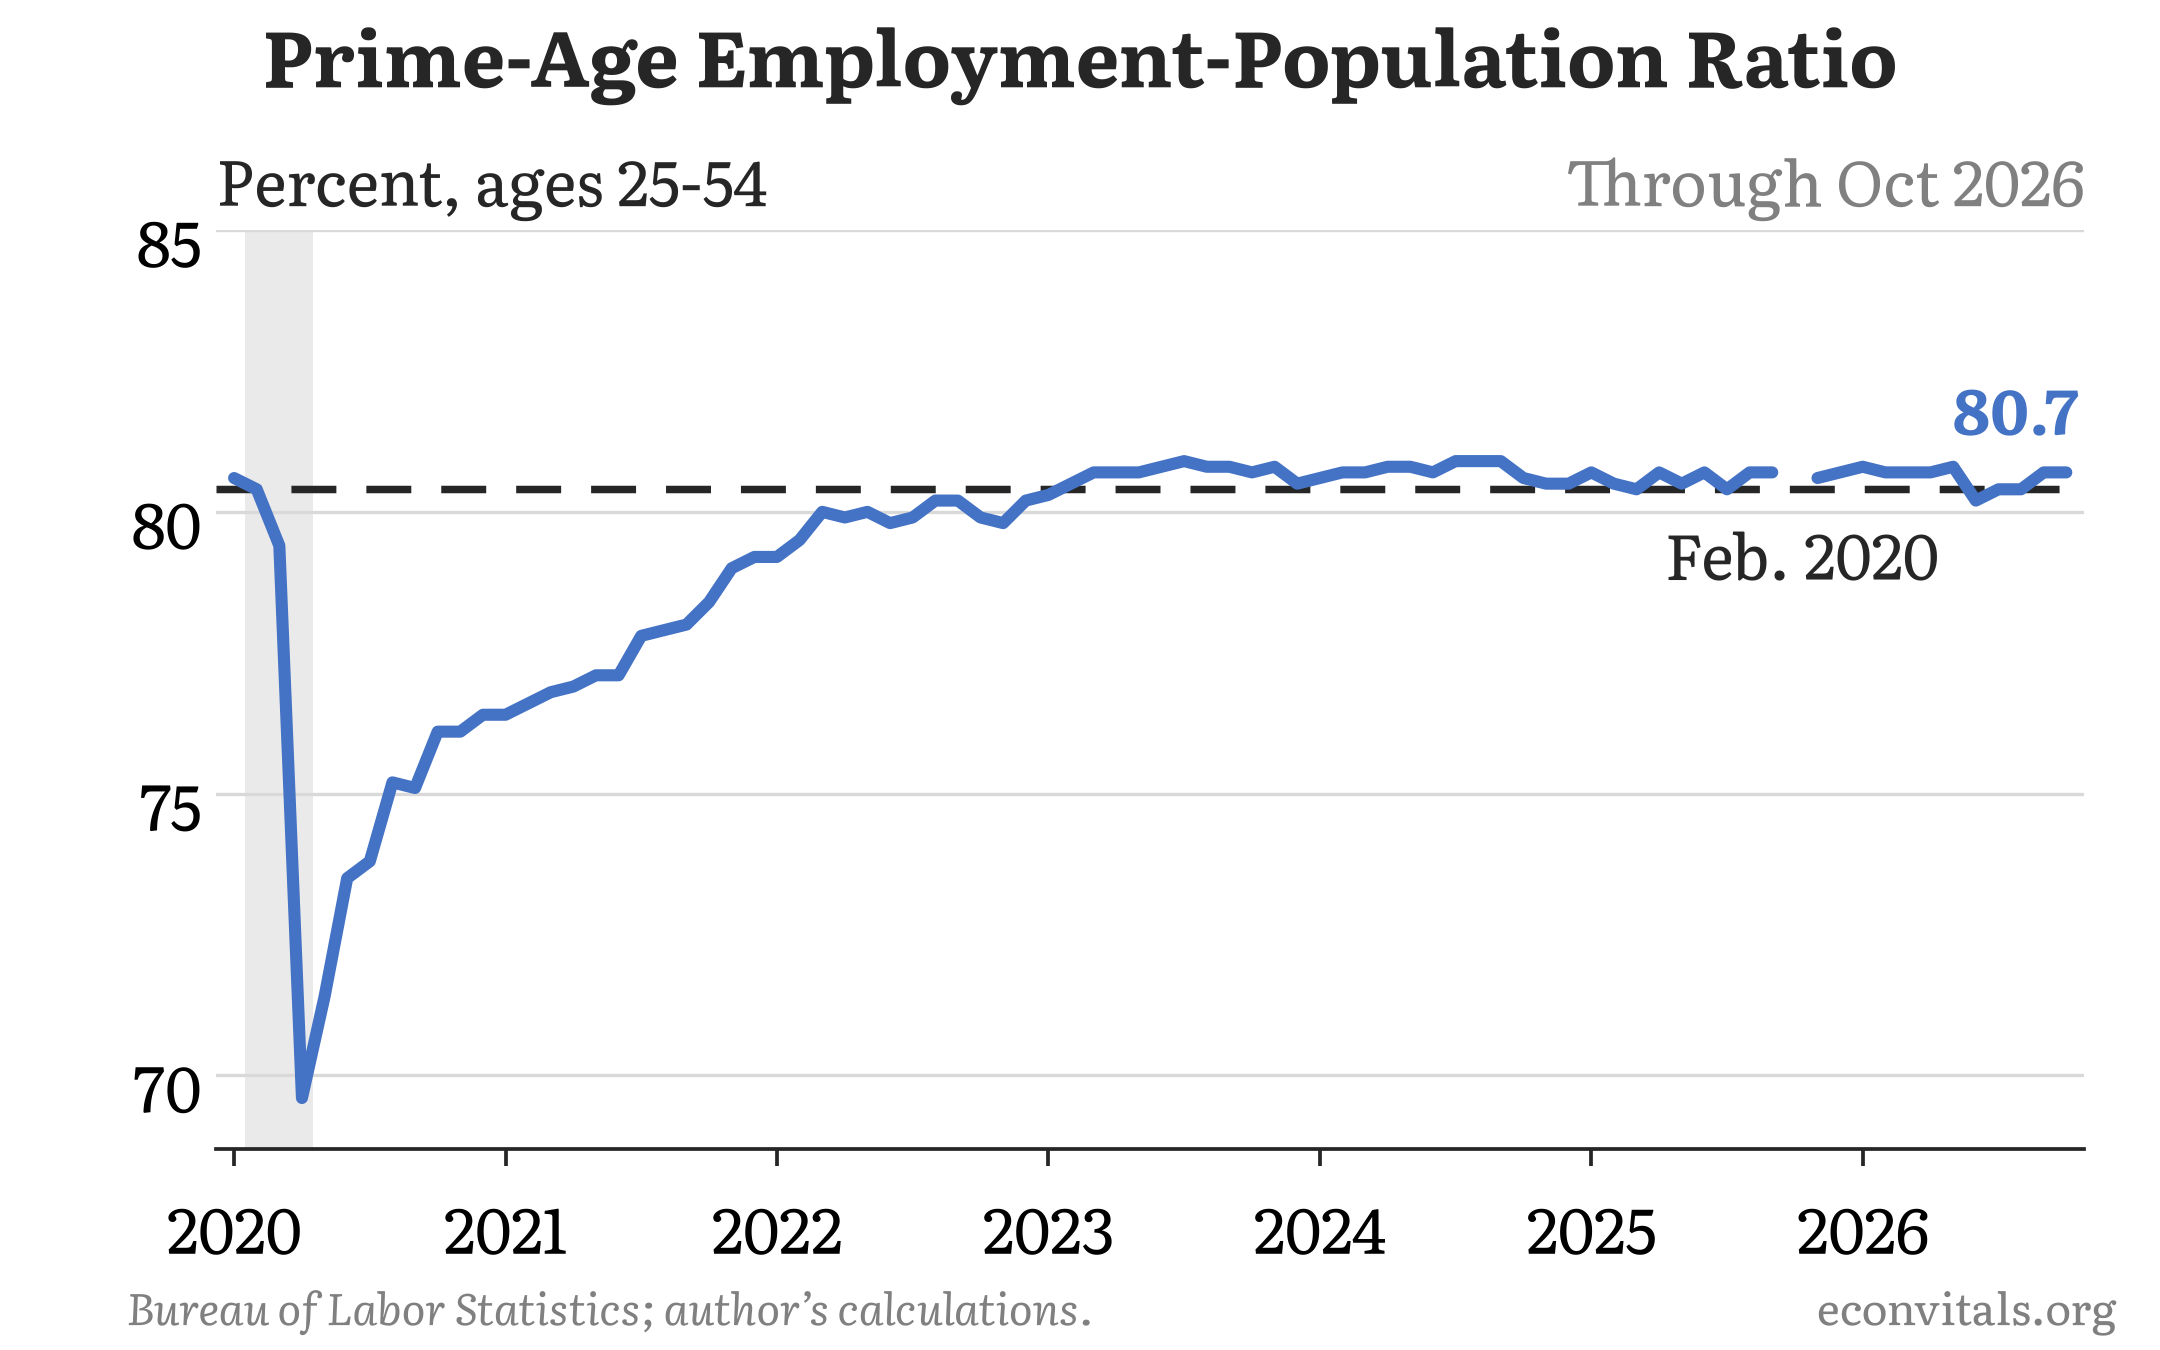 Prime-Age Employment-Population Ratio
Percent, ages 25-54
Through Oct 2026
85
80.7
80
Feb. 2020
75
70
2020 2021 2022 2023 2024 2025 2026
Bureau of Labor Statistics; author’s calculations.
econvitals.org